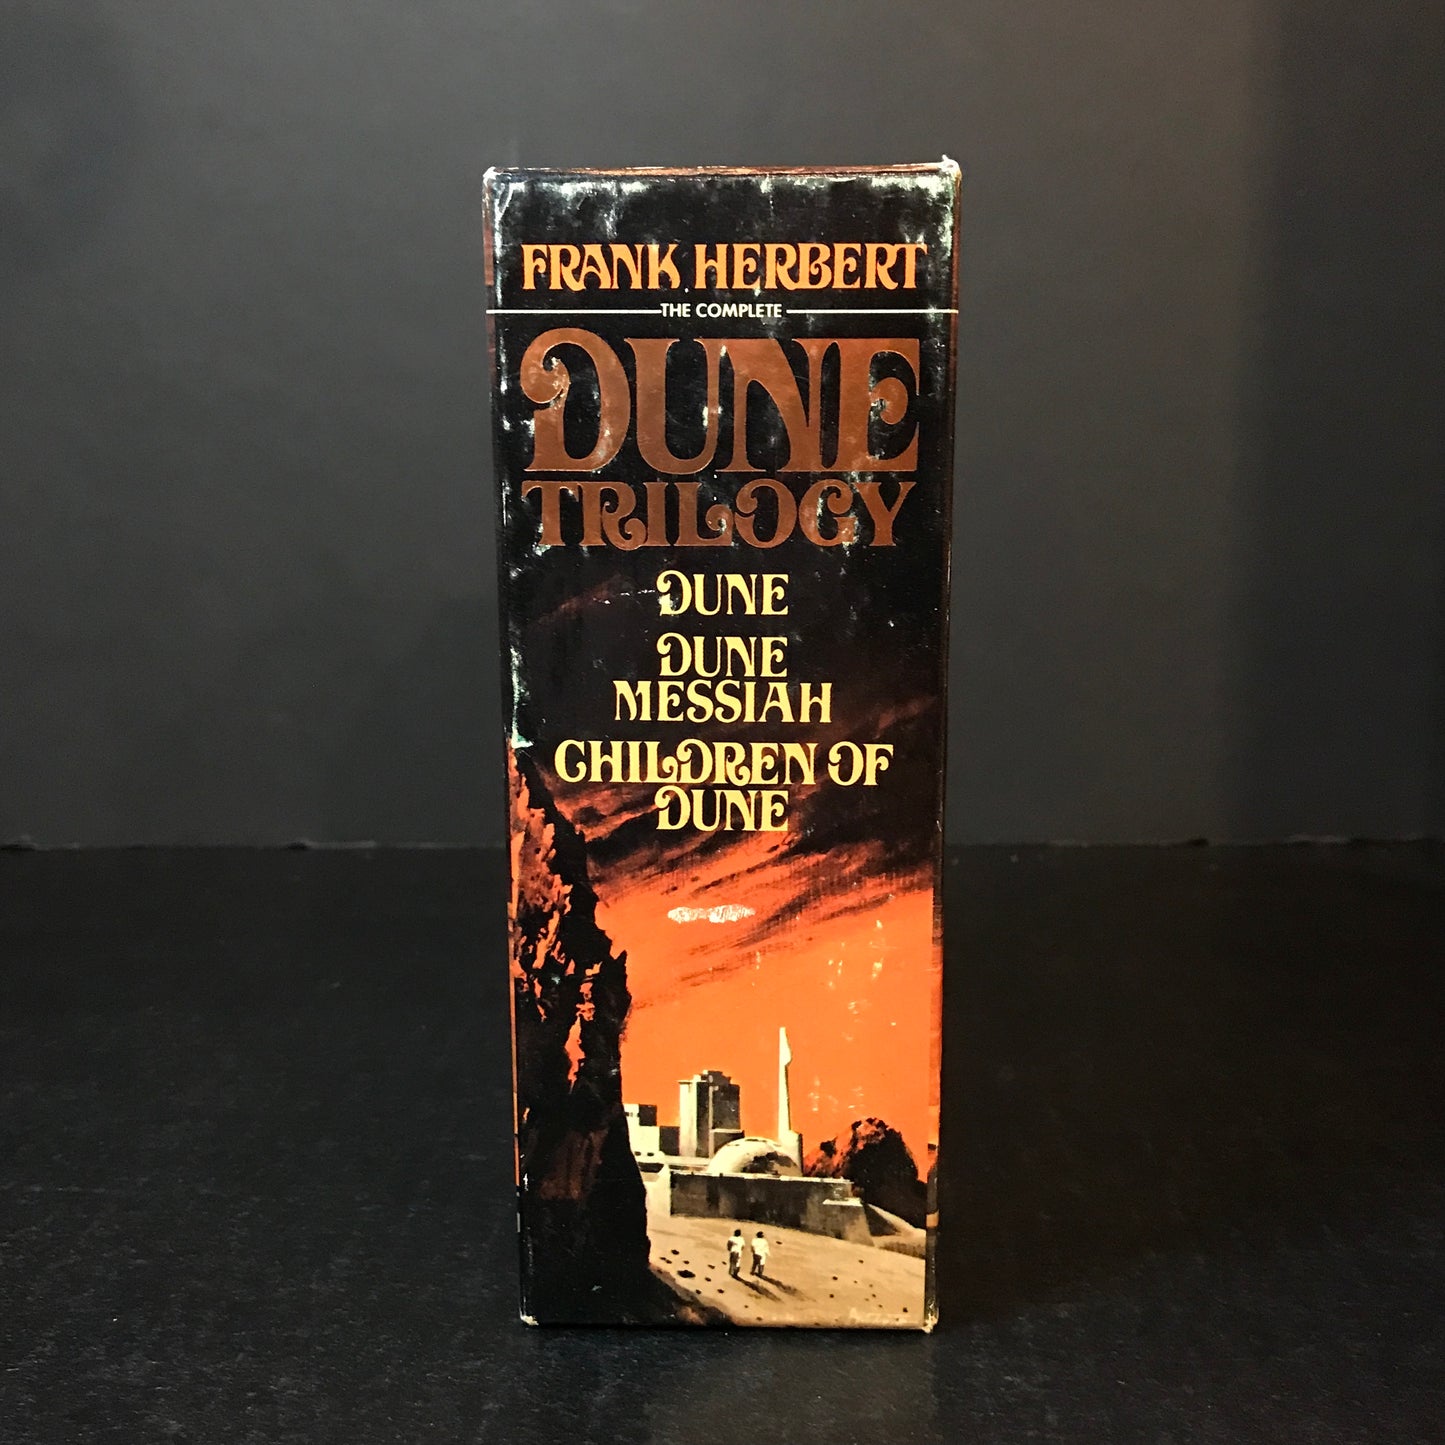 FRANK HERBERT
THE COMPLETE
DUNE
TRILOGY
DUNE
DUNE
MESSIAH
CHILDREN OF
DUNE